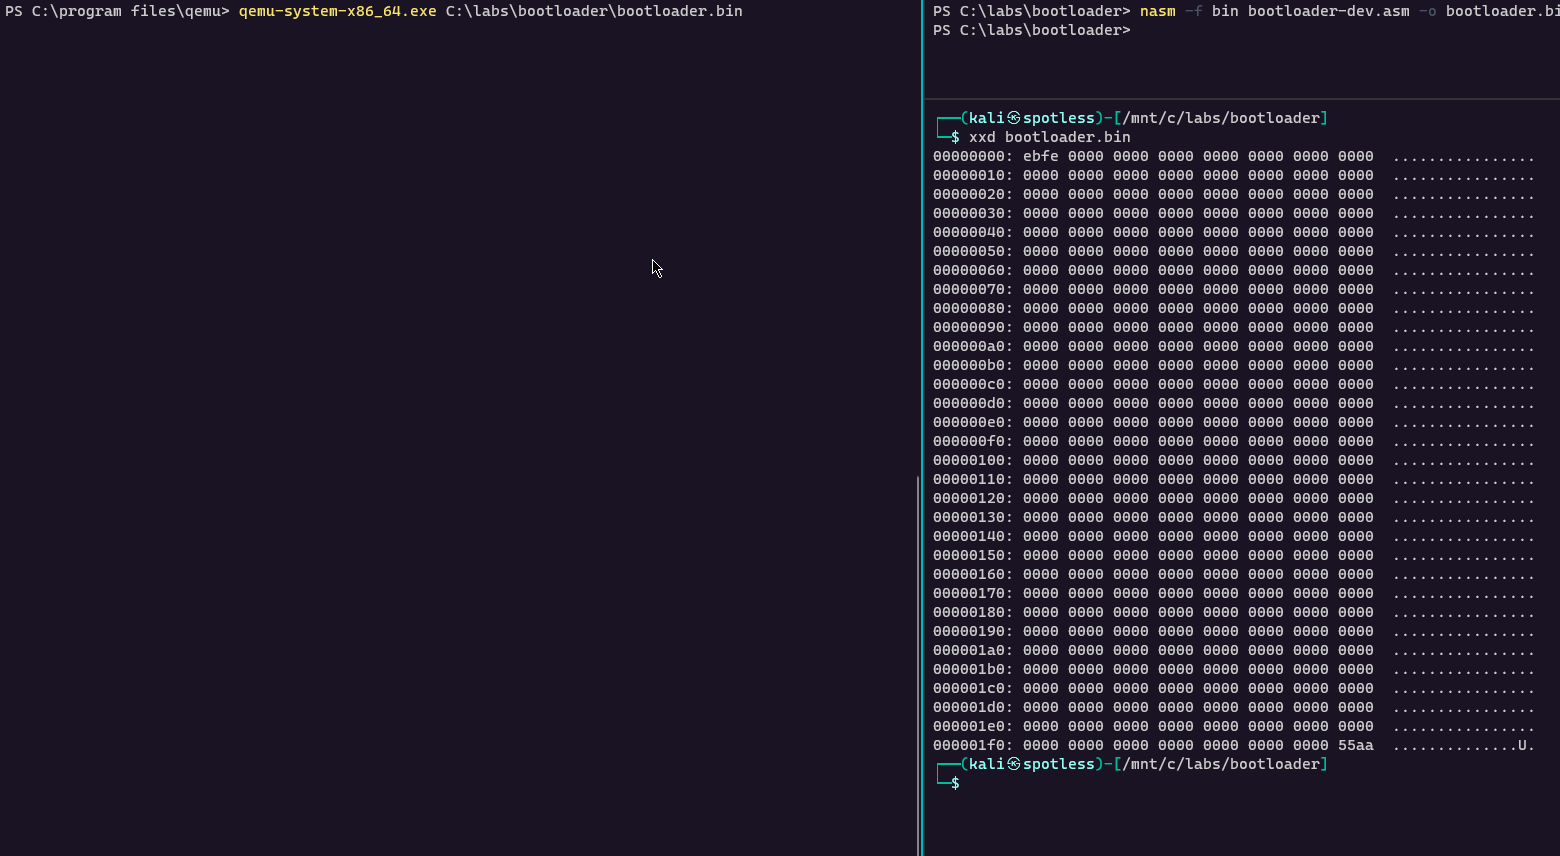 PS C:\program files\qemu> qemu-system-x86_64.exe C:\labs\bootloader\bootloader.bin
PS C:\labs\bootloader> nasm -f bin bootloader-dev.asm -o bootloader.bi
PS C:\labs\bootloader>
┌──(kali㉿spotless)-[/mnt/c/labs/bootloader]
└─$ xxd bootloader.bin
00000000: ebfe 0000 0000 0000 0000 0000 0000 0000  ................
00000010: 0000 0000 0000 0000 0000 0000 0000 0000  ................
00000020: 0000 0000 0000 0000 0000 0000 0000 0000  ................
00000030: 0000 0000 0000 0000 0000 0000 0000 0000  ................
00000040: 0000 0000 0000 0000 0000 0000 0000 0000  ................
00000050: 0000 0000 0000 0000 0000 0000 0000 0000  ................
00000060: 0000 0000 0000 0000 0000 0000 0000 0000  ................
00000070: 0000 0000 0000 0000 0000 0000 0000 0000  ................
00000080: 0000 0000 0000 0000 0000 0000 0000 0000  ................
00000090: 0000 0000 0000 0000 0000 0000 0000 0000  ................
000000a0: 0000 0000 0000 0000 0000 0000 0000 0000  ................
000000b0: 0000 0000 0000 0000 0000 0000 0000 0000  ................
000000c0: 0000 0000 0000 0000 0000 0000 0000 0000  ................
000000d0: 0000 0000 0000 0000 0000 0000 0000 0000  ................
000000e0: 0000 0000 0000 0000 0000 0000 0000 0000  ................
000000f0: 0000 0000 0000 0000 0000 0000 0000 0000  ................
00000100: 0000 0000 0000 0000 0000 0000 0000 0000  ................
00000110: 0000 0000 0000 0000 0000 0000 0000 0000  ................
00000120: 0000 0000 0000 0000 0000 0000 0000 0000  ................
00000130: 0000 0000 0000 0000 0000 0000 0000 0000  ................
00000140: 0000 0000 0000 0000 0000 0000 0000 0000  ................
00000150: 0000 0000 0000 0000 0000 0000 0000 0000  ................
00000160: 0000 0000 0000 0000 0000 0000 0000 0000  ................
00000170: 0000 0000 0000 0000 0000 0000 0000 0000  ................
00000180: 0000 0000 0000 0000 0000 0000 0000 0000  ................
00000190: 0000 0000 0000 0000 0000 0000 0000 0000  ................
000001a0: 0000 0000 0000 0000 0000 0000 0000 0000  ................
000001b0: 0000 0000 0000 0000 0000 0000 0000 0000  ................
000001c0: 0000 0000 0000 0000 0000 0000 0000 0000  ................
000001d0: 0000 0000 0000 0000 0000 0000 0000 0000  ................
000001e0: 0000 0000 0000 0000 0000 0000 0000 0000  ................
000001f0: 0000 0000 0000 0000 0000 0000 0000 55aa  ..............U.
┌──(kali㉿spotless)-[/mnt/c/labs/bootloader]
└─$